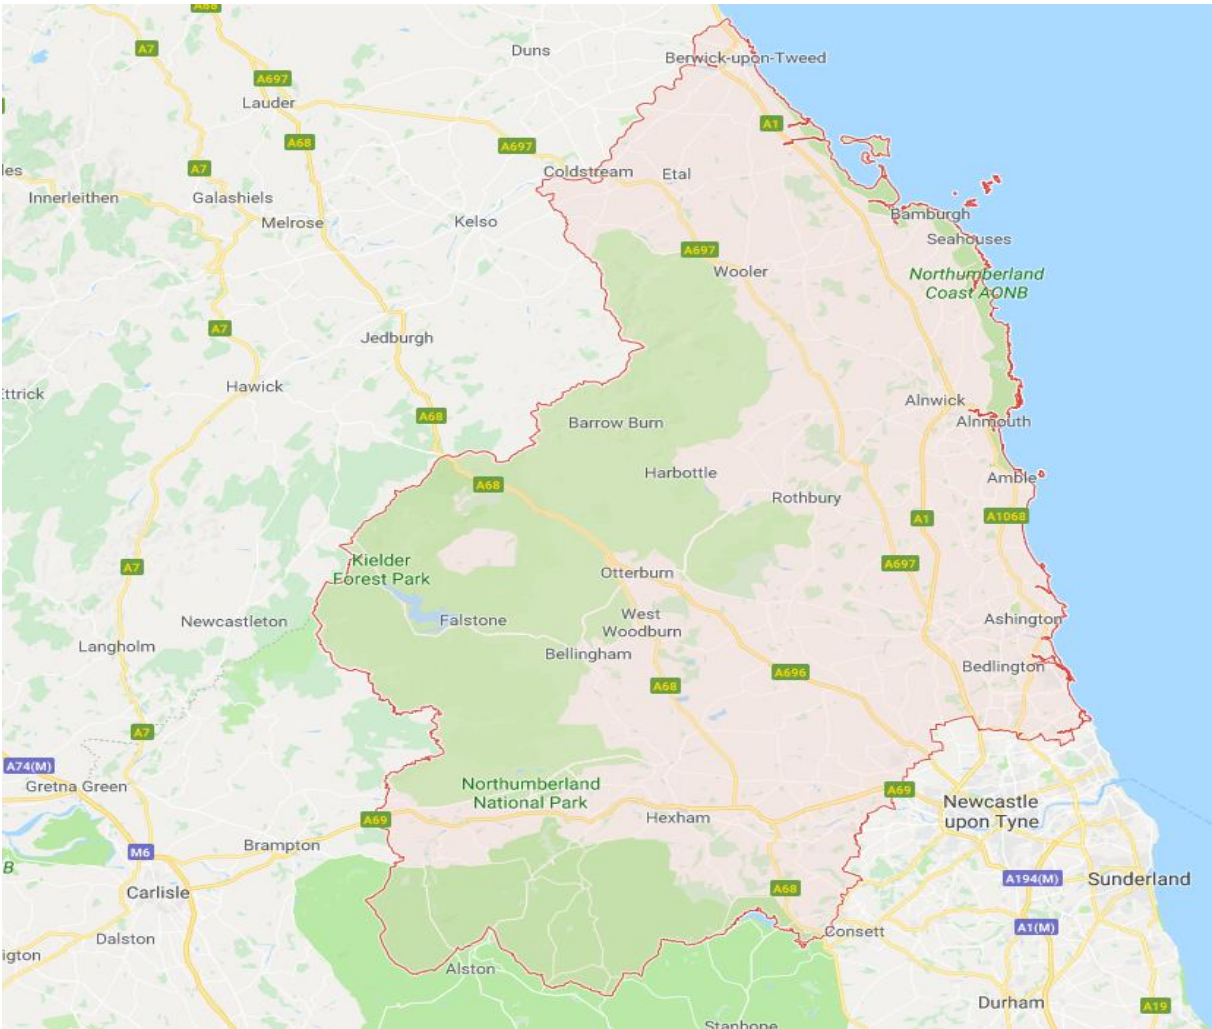 A68
Duns
A7
Berwick-upon-Tweed
A697
Lauder
A1
A68
A697
A7
les
Coldstream
Etal
Innerleithen
Galashiels
Bamburgh
Melrose
Kelso
Seahouses
A697
Wooler
Northumberland
Coast AONB
A7
Jedburgh
Hawick
Ettrick
Alnwick
A68
Barrow Burn
Alnmouth
Harbottle
Amble
A68
Rothbury
A1
A1068
Kielder
Forest Park
A7
A697
Otterburn
Newcastleton
Falstone
West
Woodburn
Ashington
Langholm
Bellingham
Bedlington
A696
A68
A7
A74(M)
Gretna Green
Northumberland
National Park
A69
Newcastle
upon Tyne
Hexham
A69
Brampton
M6
B
Carlisle
A68
A194(M)
Sunderland
A1(M)
Consett
Dalston
igton
Alston
Durham
A19
Stanhope